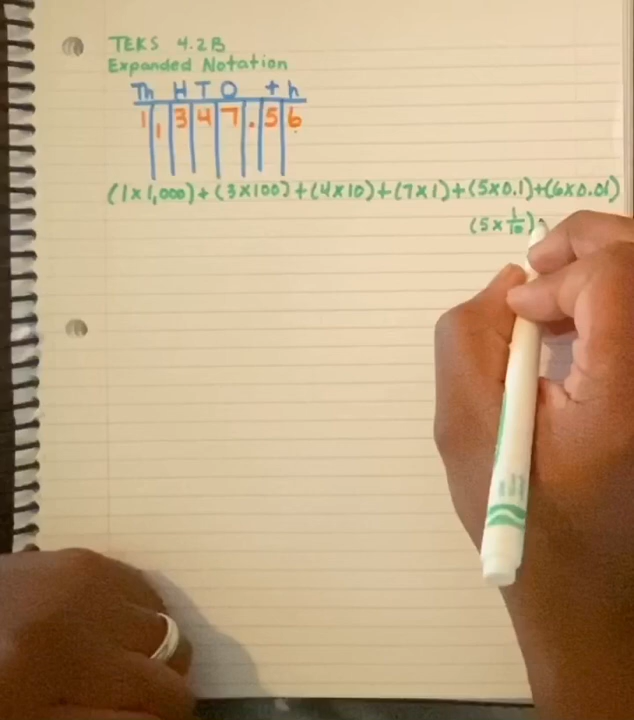 TEKS 4.2B
Expanded Notation
Th H T O t h
1,347.56
(1×1,000)+(3×100)+(4×10)+(7×1)+(5×0.1)+(6×0.01)
(5×1/10)